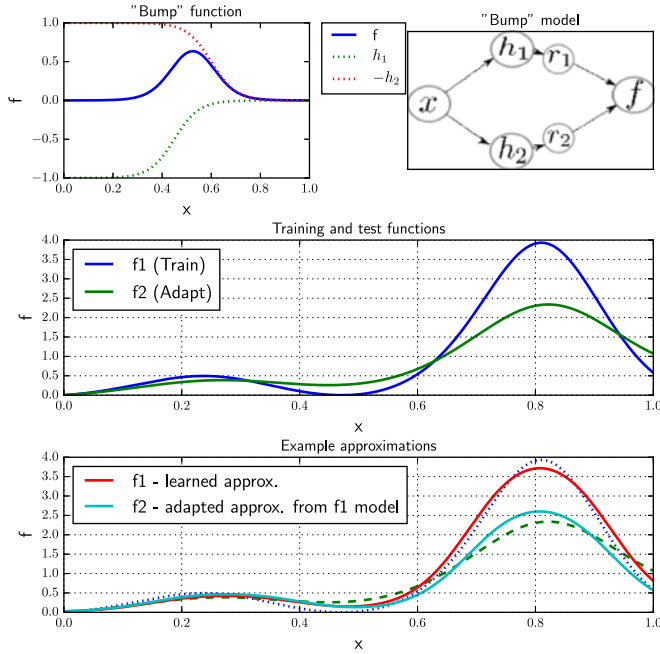 "Bump" function
1.0
0.5
0.0
−0.5
−1.0
f
0.0 0.2 0.4 0.6 0.8 1.0
x
f
h₁
−h₂
"Bump" model
x
h₁
r₁
h₂
r₂
f
Training and test functions
4.0
3.5
3.0
2.5
2.0
1.5
1.0
0.5
0.0
f
f1 (Train)
f2 (Adapt)
0.0 0.2 0.4 0.6 0.8 1.0
x
Example approximations
4.0
3.5
3.0
2.5
2.0
1.5
1.0
0.5
0.0
f
f1 - learned approx.
f2 - adapted approx. from f1 model
0.0 0.2 0.4 0.6 0.8 1.0
x